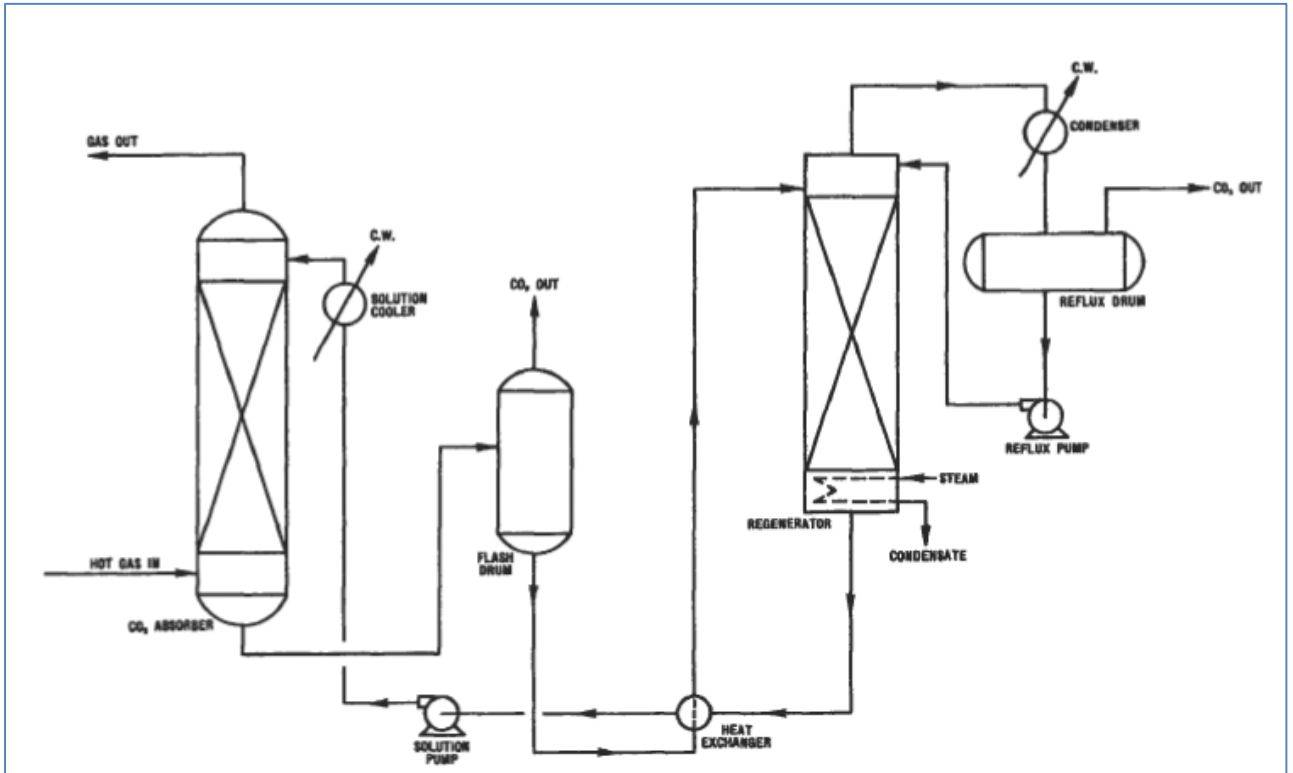 C.W.
CONDENSER
GAS OUT
CO₂ OUT
C.W.
SOLUTION
COOLER
CO₂ OUT
REFLUX DRUM
REFLUX PUMP
STEAM
REGENERATOR
CONDENSATE
FLASH
DRUM
HOT GAS IN
CO₂ ABSORBER
HEAT
EXCHANGER
SOLUTION
PUMP